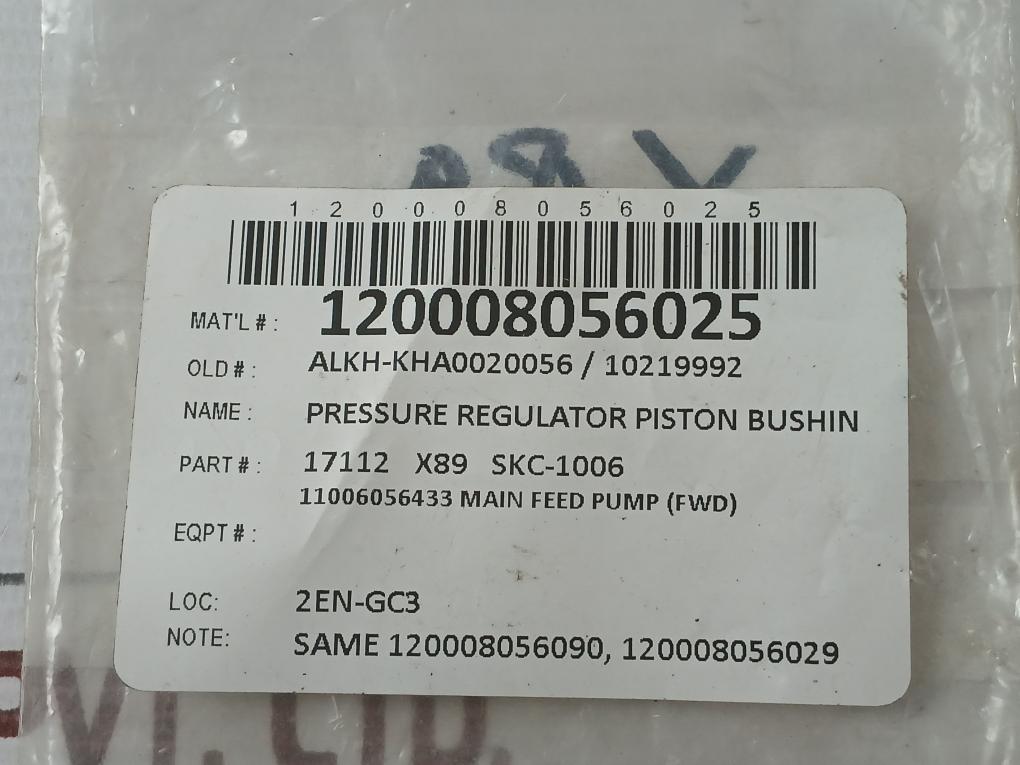 1 2 0 0 0 8 0 5 6 0 2 5
MAT'L # : 120008056025
OLD # : ALKH-KHA0020056 / 10219992
NAME : PRESSURE REGULATOR PISTON BUSHIN
PART # : 17112 X89 SKC-1006
11006056433 MAIN FEED PUMP (FWD)
EQPT # :
LOC: 2EN-GC3
NOTE: SAME 120008056090, 120008056029
PVT. LTD.